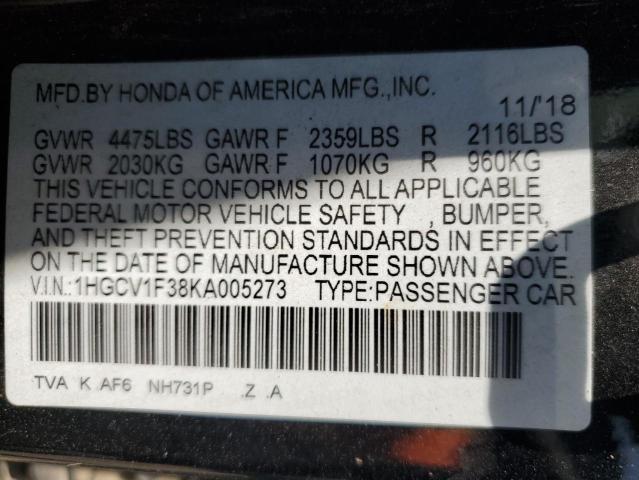 MFD.BY HONDA OF AMERICA MFG.,INC.
11/'18
GVWR 4475LBS GAWR F 2359LBS R 2116LBS
GVWR 2030KG GAWR F 1070KG R 960KG
THIS VEHICLE CONFORMS TO ALL APPLICABLE
FEDERAL MOTOR VEHICLE SAFETY , BUMPER,
AND THEFT PREVENTION STANDARDS IN EFFECT
ON THE DATE OF MANUFACTURE SHOWN ABOVE.
V.I.N.:1HGCV1F38KA005273 TYPE:PASSENGER CAR
TVA K AF6 NH731P .Z .A